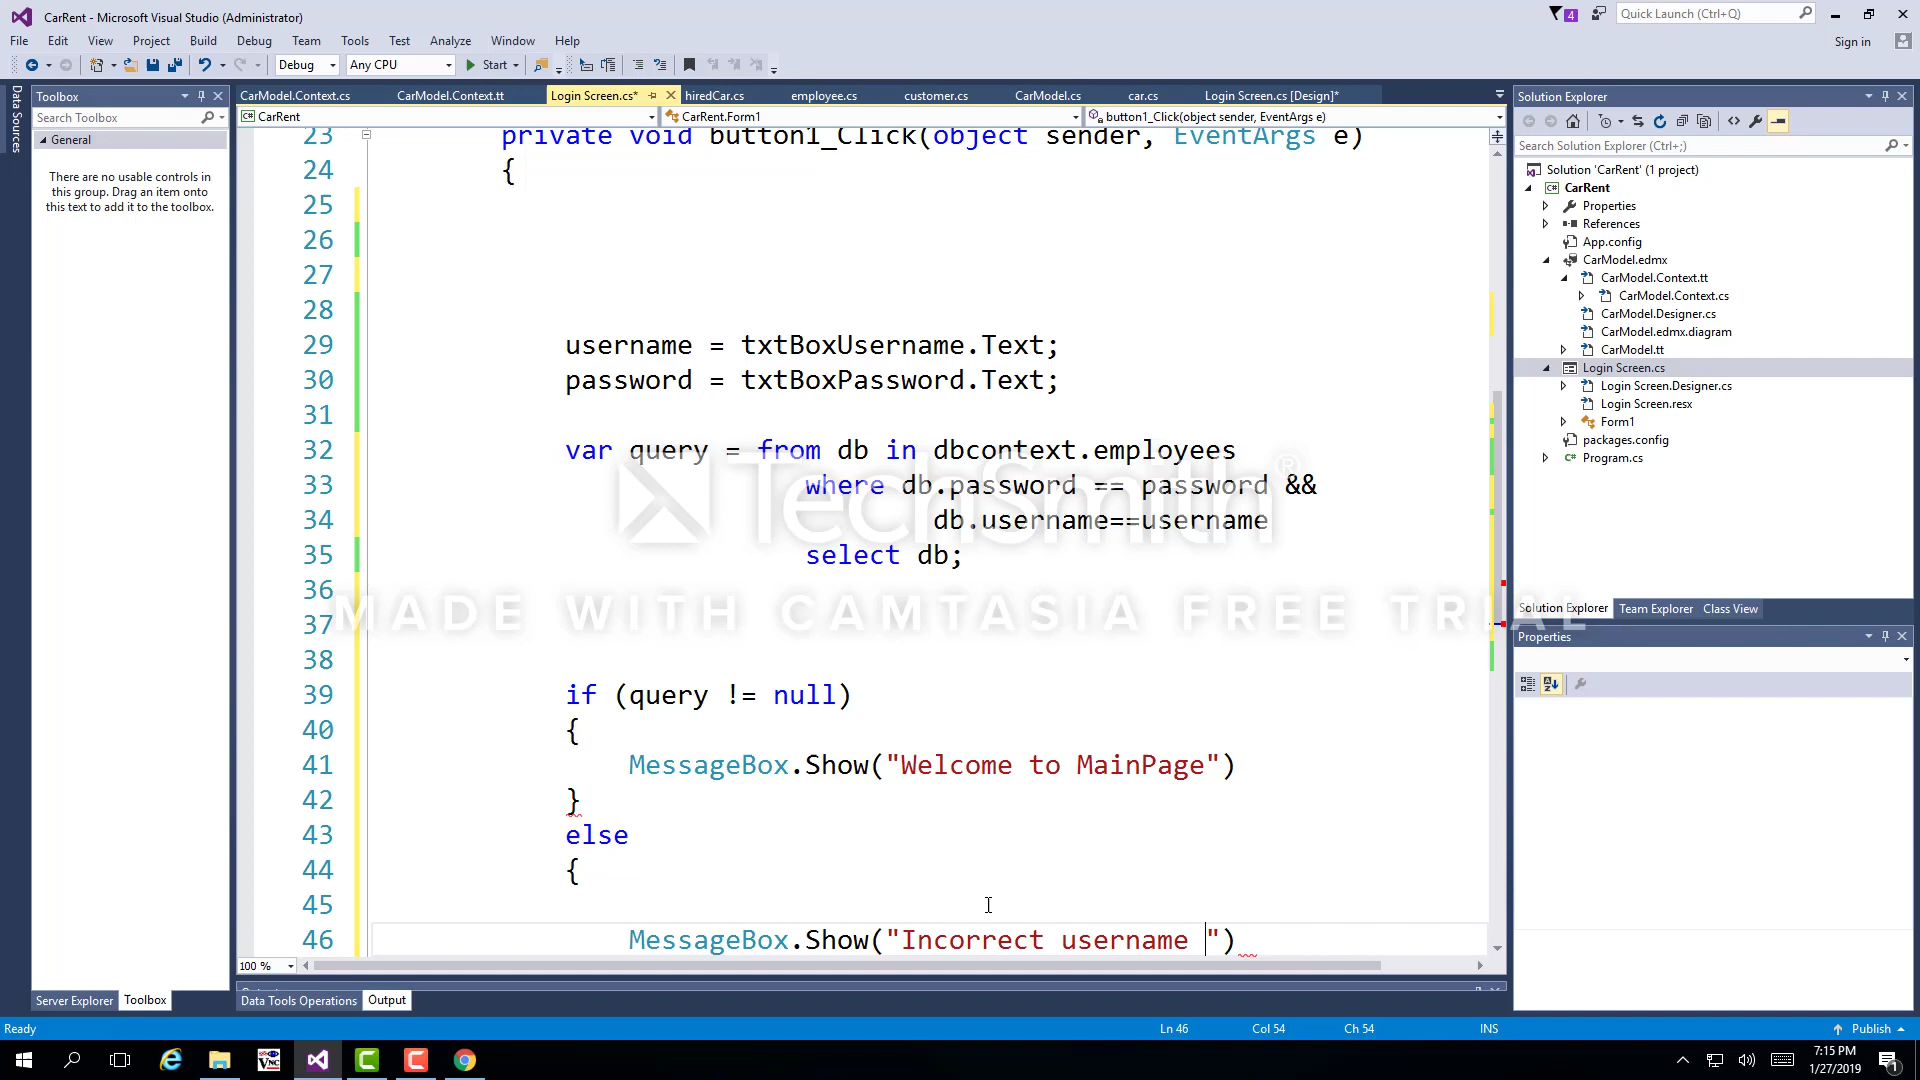 CarRent - Microsoft Visual Studio (Administrator)
4
Quick Launch (Ctrl+Q)
File Edit View Project Build Debug Team Tools Test Analyze Window Help
Sign in
Debug Any CPU Start
Data Sources
Toolbox
Search Toolbox
General
There are no usable controls in
this group. Drag an item onto
this text to add it to the toolbox.
CarModel.Context.cs CarModel.Context.tt Login Screen.cs* hiredCar.cs employee.cs customer.cs CarModel.cs car.cs Login Screen.cs [Design]*
CarRent CarRent.Form1 button1_Click(object sender, EventArgs e)
23 private void button1_Click(object sender, EventArgs e)
24 {
25
26
27
28
29 username = txtBoxUsername.Text;
30 password = txtBoxPassword.Text;
31
32 var query = from db in dbcontext.employees
33 where db.password == password &&
34 db.username==username
35 select db;
36
37
38
39 if (query != null)
40 {
41 MessageBox.Show("Welcome to MainPage")
42 }
43 else
44 {
45
46 MessageBox.Show("Incorrect username ")
TechSmith®
MADE WITH CAMTASIA FREE TRIAL
100 %
Solution Explorer
Search Solution Explorer (Ctrl+;)
Solution 'CarRent' (1 project)
CarRent
Properties
References
App.config
CarModel.edmx
CarModel.Context.tt
CarModel.Context.cs
CarModel.Designer.cs
CarModel.edmx.diagram
CarModel.tt
Login Screen.cs
Login Screen.Designer.cs
Login Screen.resx
Form1
packages.config
Program.cs
Solution Explorer Team Explorer Class View
Properties
Server Explorer Toolbox
Data Tools Operations Output
Ready Ln 46 Col 54 Ch 54 INS Publish
7:15 PM
1/27/2019
1